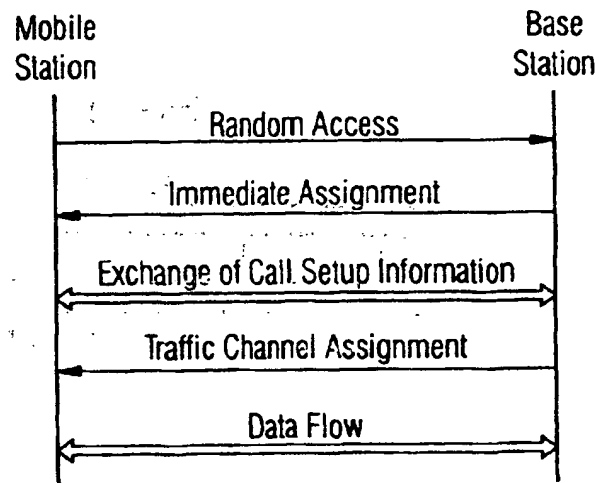 Mobile
Station
Base
Station
Random Access
Immediate Assignment
Exchange of Call Setup Information
Traffic Channel Assignment
Data Flow